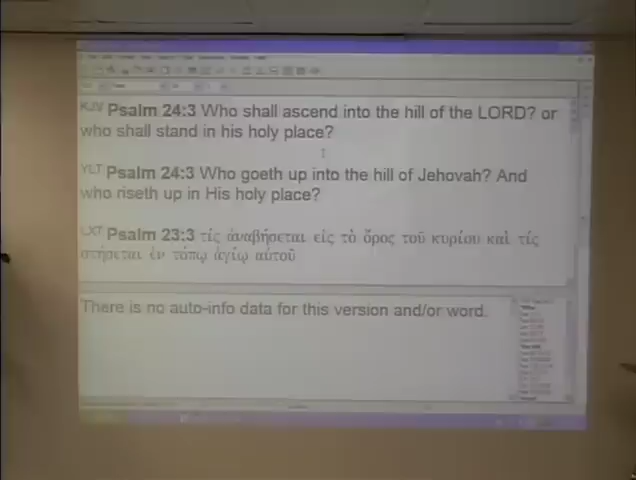 KJV Psalm 24:3 Who shall ascend into the hill of the LORD? or
who shall stand in his holy place?
YLT Psalm 24:3 Who goeth up into the hill of Jehovah? And
who riseth up in His holy place?
LXT Psalm 23:3 τίς ἀναβήσεται εἰς τὸ ὄρος τοῦ κυρίου καὶ τίς
στήσεται ἐν τόπῳ ἁγίῳ αὐτοῦ
There is no auto-info data for this version and/or word.